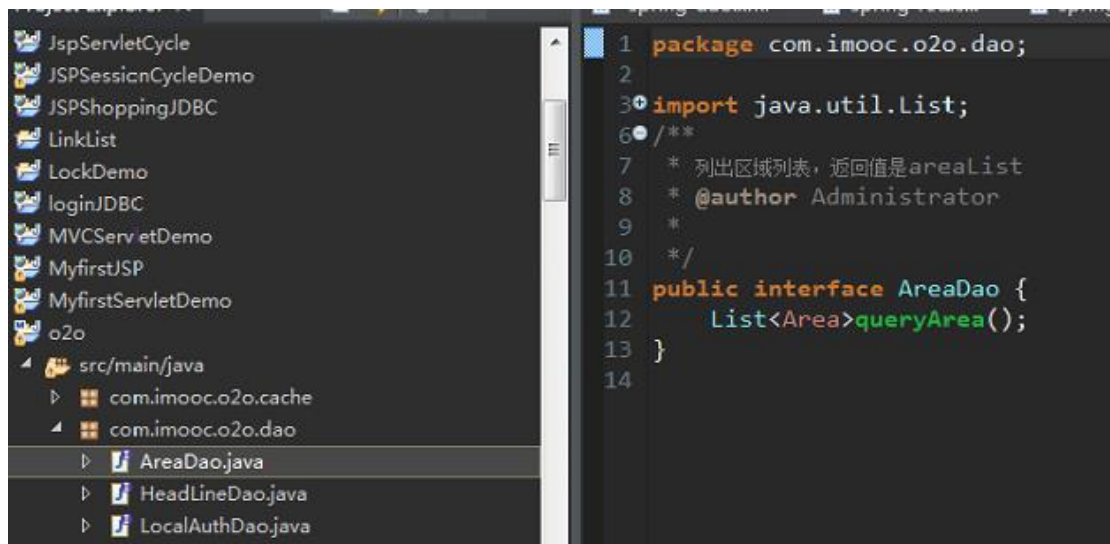 JspServletCycle
JSPSessionCycleDemo
JSPShoppingJDBC
LinkList
LockDemo
loginJDBC
MVCServletDemo
MyfirstJSP
MyfirstServletDemo
o2o
src/main/java
com.imooc.o2o.cache
com.imooc.o2o.dao
AreaDao.java
HeadLineDao.java
LocalAuthDao.java
1 package com.imooc.o2o.dao;
2
3 import java.util.List;
6 /**
7 * 列出区域列表，返回值是areaList
8 * @author Administrator
9 *
10 */
11 public interface AreaDao {
12 List<Area>queryArea();
13 }
14